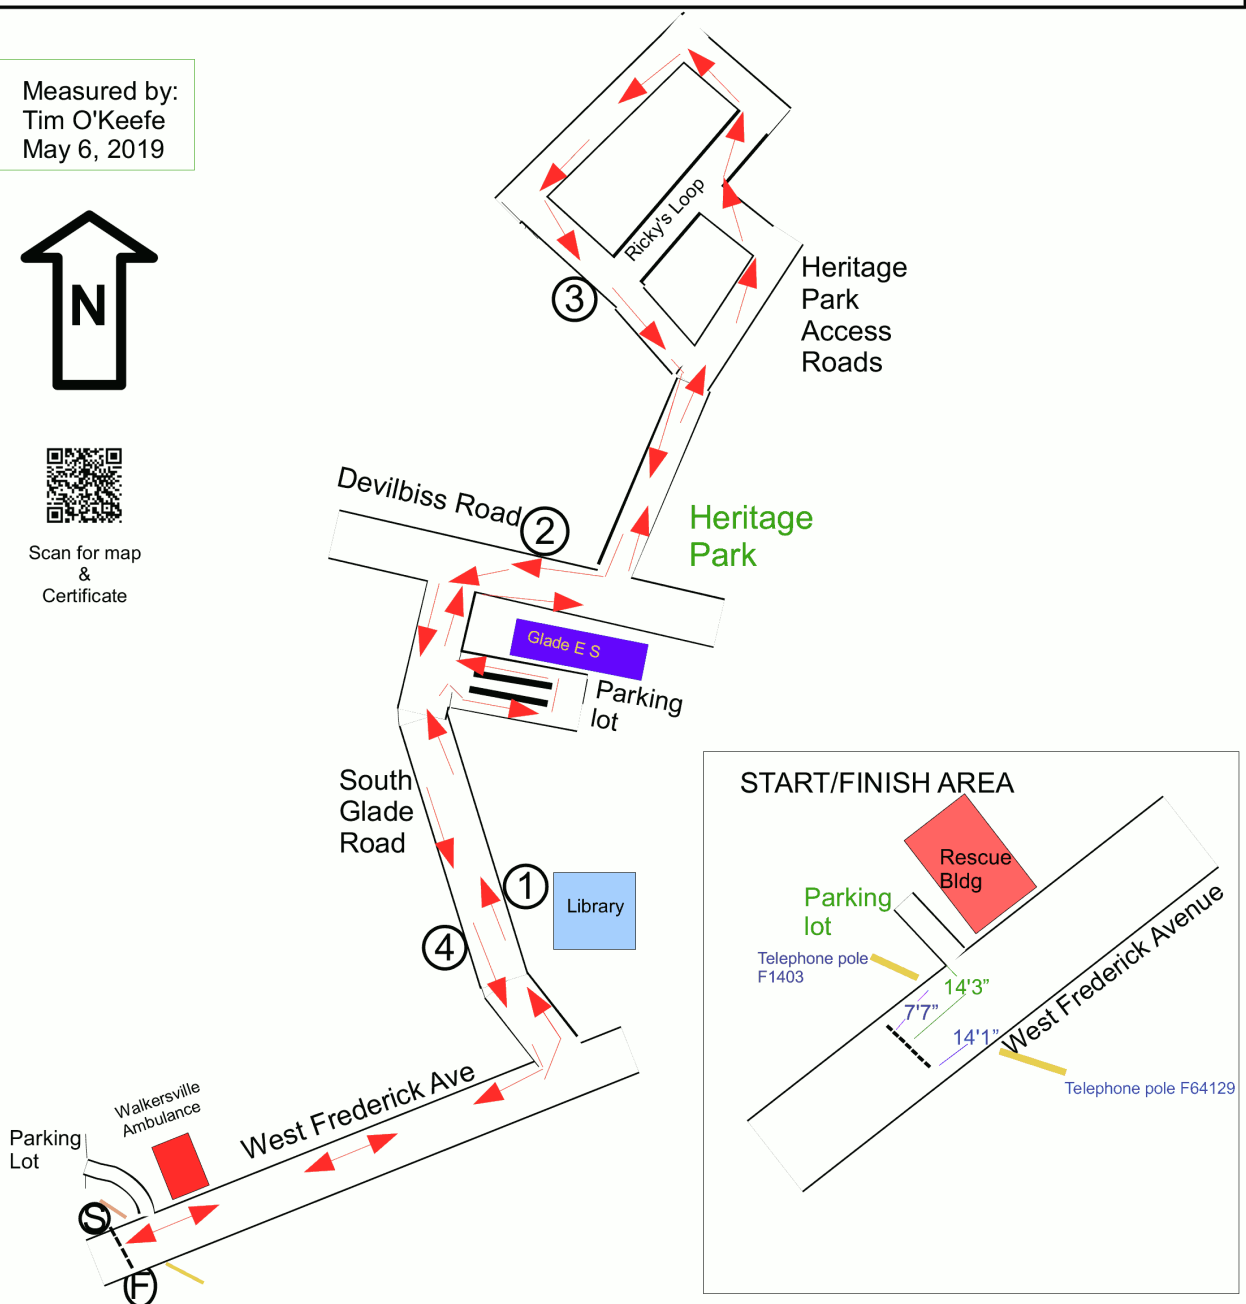 Measured by:
Tim O'Keefe
May 6, 2019
N
Scan for map
&
Certificate
Ricky's Loop
3
Heritage
Park
Access
Roads
Devilbiss Road
2
Heritage
Park
Glade E S
Parking
lot
South
Glade
Road
1
Library
4
West Frederick Ave
Walkersville
Ambulance
Parking
Lot
S
F
START/FINISH AREA
Rescue
Bldg
Parking
lot
Telephone pole
F1403
14'3”
7'7”
14'1”
West Frederick Avenue
Telephone pole F64129